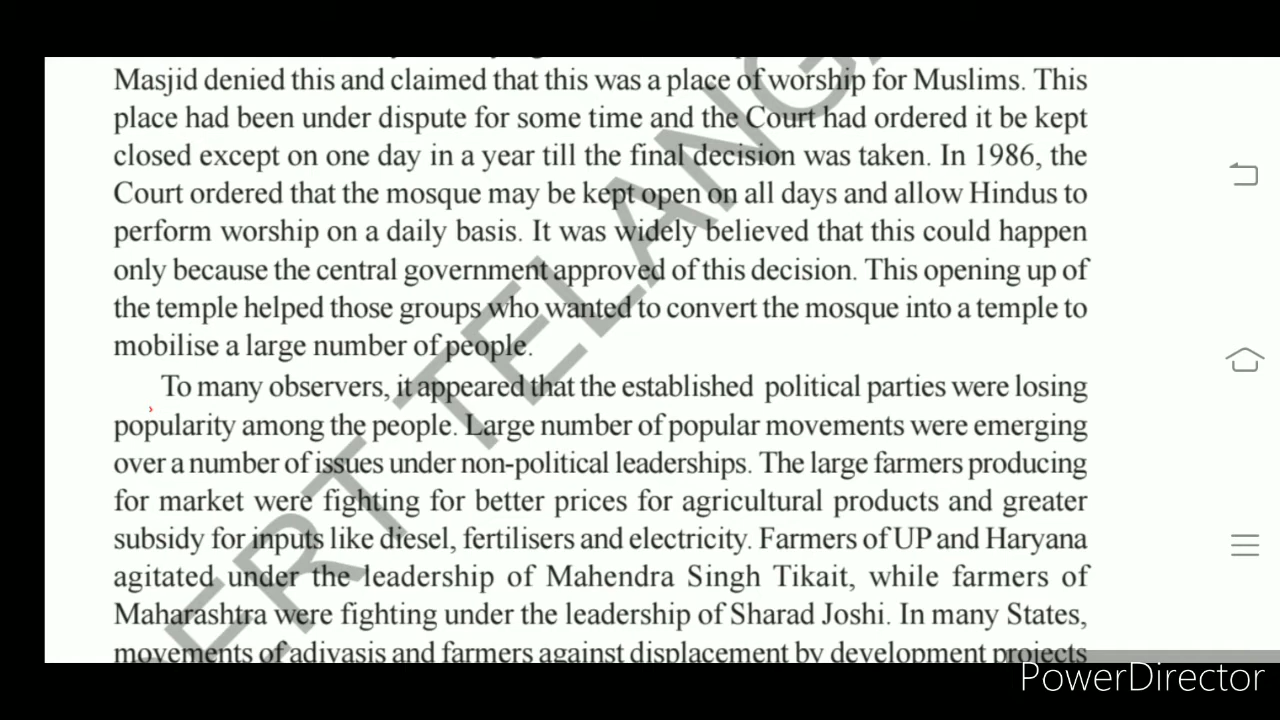 Masjid denied this and claimed that this was a place of worship for Muslims. This
place had been under dispute for some time and the Court had ordered it be kept
closed except on one day in a year till the final decision was taken. In 1986, the
Court ordered that the mosque may be kept open on all days and allow Hindus to
perform worship on a daily basis. It was widely believed that this could happen
only because the central government approved of this decision. This opening up of
the temple helped those groups who wanted to convert the mosque into a temple to
mobilise a large number of people.
To many observers, it appeared that the established political parties were losing
popularity among the people. Large number of popular movements were emerging
over a number of issues under non-political leaderships. The large farmers producing
for market were fighting for better prices for agricultural products and greater
subsidy for inputs like diesel, fertilisers and electricity. Farmers of UP and Haryana
agitated under the leadership of Mahendra Singh Tikait, while farmers of
Maharashtra were fighting under the leadership of Sharad Joshi. In many States,
movements of adivasis and farmers against displacement by development projects
ERT TELANGA
PowerDirector